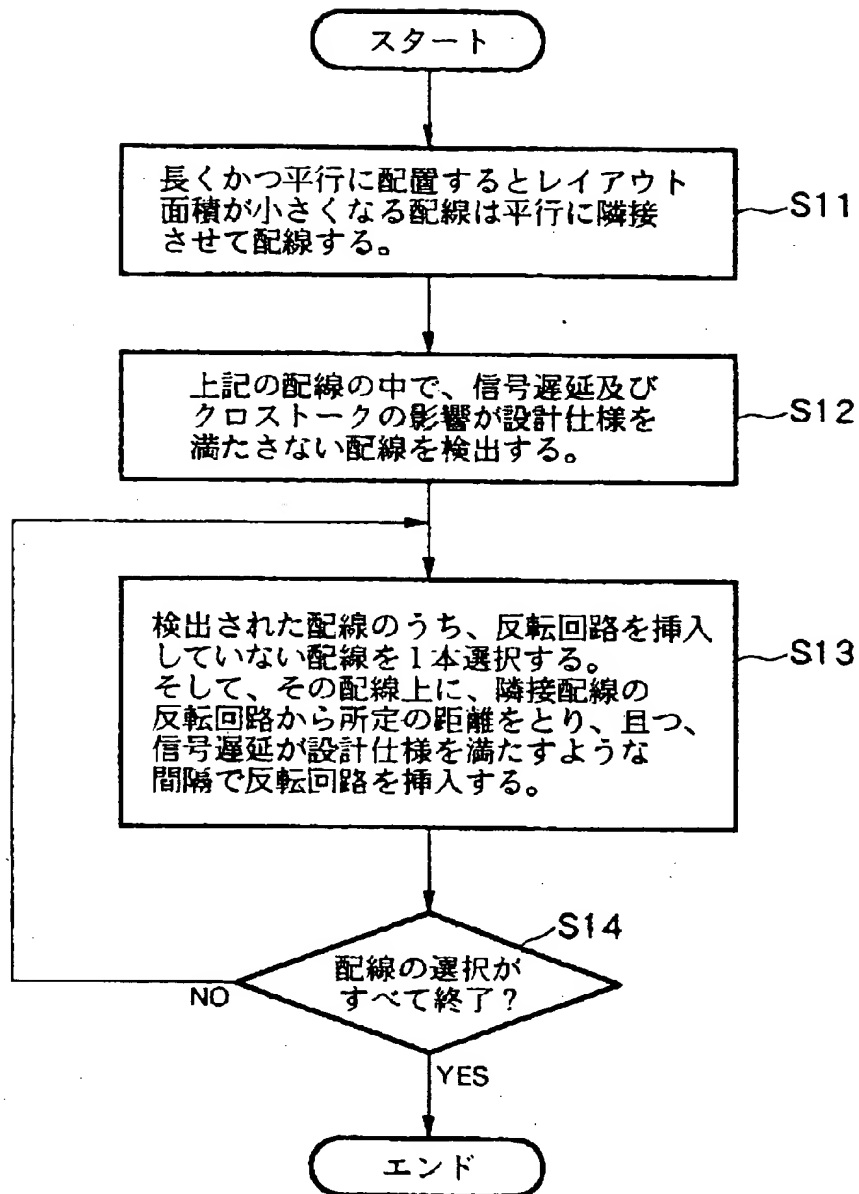 スタート
長くかつ平行に配置するとレイアウト
面積が小さくなる配線は平行に隣接
させて配線する。
S11
上記の配線の中で、信号遅延及び
クロストークの影響が設計仕様を
満たさない配線を検出する。
S12
検出された配線のうち、反転回路を挿入
していない配線を1本選択する。
そして、その配線上に、隣接配線の
反転回路から所定の距離をとり、且つ、
信号遅延が設計仕様を満たすような
間隔で反転回路を挿入する。
S13
S14
配線の選択が
すべて終了？
NO
YES
エンド